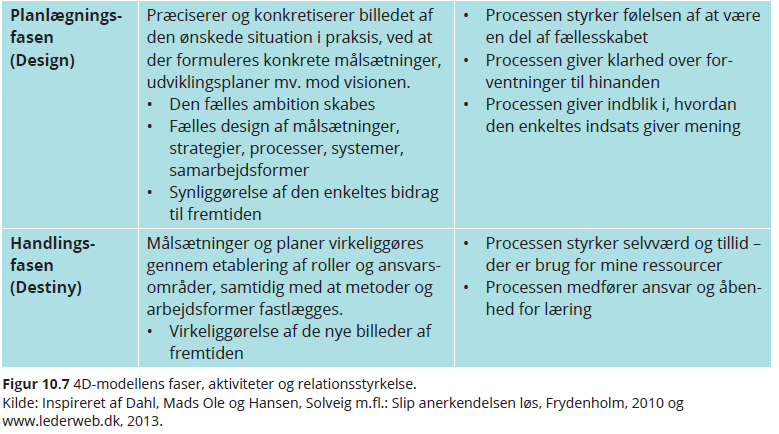 Planlægnings-
fasen
(Design)
Præciserer og konkretiserer billedet af
den ønskede situation i praksis, ved at
der formuleres konkrete målsætninger,
udviklingsplaner mv. mod visionen.
• Den fælles ambition skabes
• Fælles design af målsætninger,
strategier, processer, systemer,
samarbejdsformer
• Synliggørelse af den enkeltes bidrag
til fremtiden
• Processen styrker følelsen af at være
en del af fællesskabet
• Processen giver klarhed over for-
ventninger til hinanden
• Processen giver indblik i, hvordan
den enkeltes indsats giver mening
Handlings-
fasen
(Destiny)
Målsætninger og planer virkeliggøres
gennem etablering af roller og ansvars-
områder, samtidig med at metoder og
arbejdsformer fastlægges.
• Virkeliggørelse af de nye billeder af
fremtiden
• Processen styrker selvværd og tillid –
der er brug for mine ressourcer
• Processen medfører ansvar og åben-
hed for læring
Figur 10.7 4D-modellens faser, aktiviteter og relationsstyrkelse.
Kilde: Inspireret af Dahl, Mads Ole og Hansen, Solveig m.fl.: Slip anerkendelsen løs, Frydenholm, 2010 og
www.lederweb.dk, 2013.